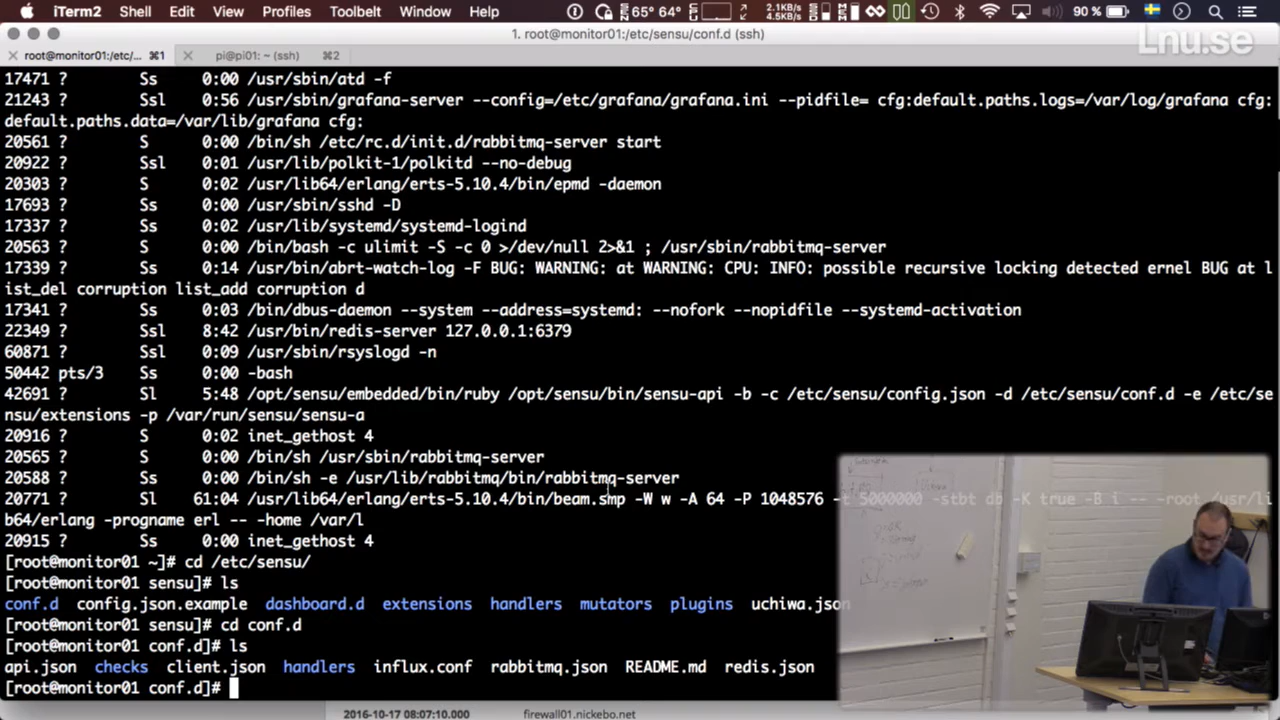 iTerm2 Shell Edit View Profiles Toolbelt Window Help 65° 64° 2.1KB/s 4.5KB/s 90 %
1. root@monitor01:/etc/sensu/conf.d (ssh)
Lnu.se
root@monitor01:/etc/... ⌘1 pi@pi01: ~ (ssh) ⌘2
17471 ? Ss 0:00 /usr/sbin/atd -f
21243 ? Ssl 0:56 /usr/sbin/grafana-server --config=/etc/grafana/grafana.ini --pidfile= cfg:default.paths.logs=/var/log/grafana cfg:
default.paths.data=/var/lib/grafana cfg:
20561 ? S 0:00 /bin/sh /etc/rc.d/init.d/rabbitmq-server start
20922 ? Ssl 0:01 /usr/lib/polkit-1/polkitd --no-debug
20303 ? S 0:02 /usr/lib64/erlang/erts-5.10.4/bin/epmd -daemon
17693 ? Ss 0:00 /usr/sbin/sshd -D
17337 ? Ss 0:02 /usr/lib/systemd/systemd-logind
20563 ? Ss 0:00 /bin/bash -c ulimit -S -c 0 >/dev/null 2>&1 ; /usr/sbin/rabbitmq-server
17339 ? Ss 0:14 /usr/bin/abrt-watch-log -F BUG: WARNING: at WARNING: CPU: INFO: possible recursive locking detected ernel BUG at l
ist_del corruption list_add corruption d
17341 ? Ss 0:03 /bin/dbus-daemon --system --address=systemd: --nofork --nopidfile --systemd-activation
22349 ? Ssl 8:42 /usr/bin/redis-server 127.0.0.1:6379
60871 ? Ssl 0:09 /usr/sbin/rsyslogd -n
50442 pts/3 Ss 0:00 -bash
42691 ? Sl 5:48 /opt/sensu/embedded/bin/ruby /opt/sensu/bin/sensu-api -b -c /etc/sensu/config.json -d /etc/sensu/conf.d -e /etc/se
nsu/extensions -p /var/run/sensu/sensu-a
20916 ? S 0:02 inet_gethost 4
20565 ? S 0:00 /bin/sh /usr/sbin/rabbitmq-server
20588 ? Ss 0:00 /bin/sh -e /usr/lib/rabbitmq/bin/rabbitmq-server
20771 ? Sl 61:04 /usr/lib64/erlang/erts-5.10.4/bin/beam.smp -W w -A 64 -P 1048576 -t 5000000 -stbt db -K true -B i -- -root /usr/li
b64/erlang -progname erl -- -home /var/l
20915 ? Ss 0:00 inet_gethost 4
[root@monitor01 ~]# cd /etc/sensu/
[root@monitor01 sensu]# ls
conf.d config.json.example dashboard.d extensions handlers mutators plugins uchiwa.json
[root@monitor01 sensu]# cd conf.d
[root@monitor01 conf.d]# ls
api.json checks client.json handlers influx.conf rabbitmq.json README.md redis.json
[root@monitor01 conf.d]#
2016-10-17 08:07:10.000 firewall01.nickebo.net